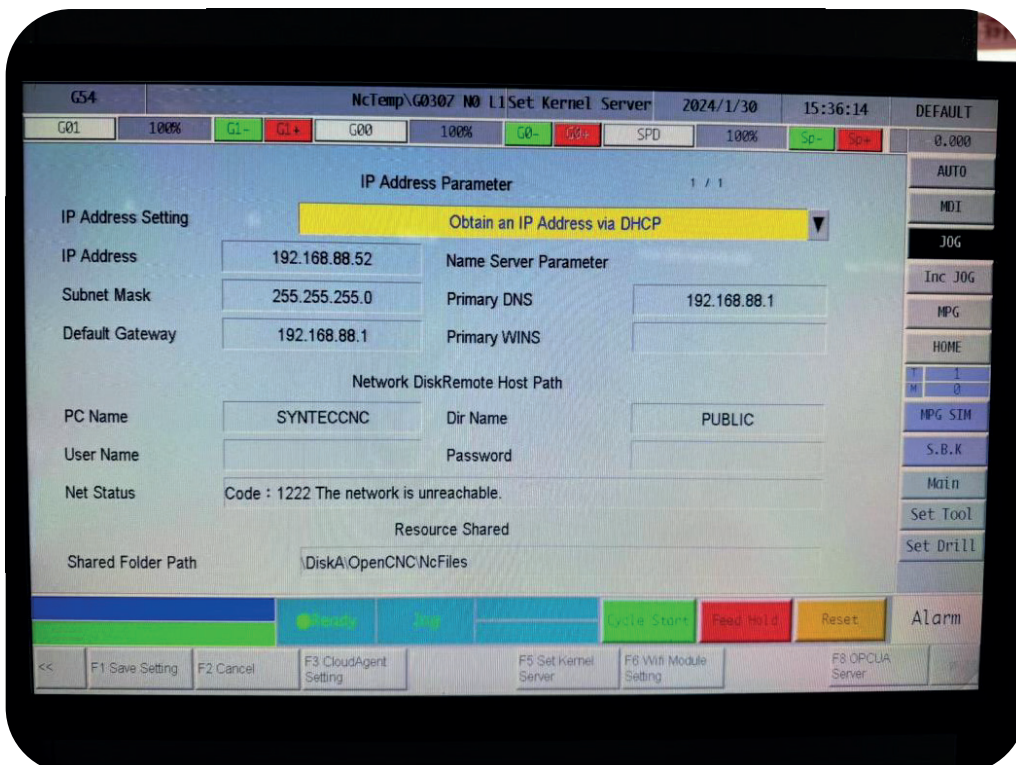 G54 NcTemp\G0307 N0 L1 Set Kernel Server 2024/1/30 15:36:14 DEFAULT
G01 100% G1- G1+ G00 100% G0- G0+ SPD 100% Sp- Sp+ 0.000
IP Address Parameter 1 / 1 AUTO
IP Address Setting Obtain an IP Address via DHCP MDI
JOG
IP Address 192.168.88.52 Name Server Parameter
Inc JOG
Subnet Mask 255.255.255.0 Primary DNS 192.168.88.1
MPG
Default Gateway 192.168.88.1 Primary WINS
HOME
T 1
M 0
Network DiskRemote Host Path
PC Name SYNTECCNC Dir Name PUBLIC MPG SIM
User Name Password S.B.K
Net Status Code : 1222 The network is unreachable. Main
Set Tool
Resource Shared
Set Drill
Shared Folder Path \DiskA\OpenCNC\NcFiles
Ready Jog Cycle Start Feed Hold Reset Alarm
<< F1 Save Setting F2 Cancel F3 CloudAgent Setting F5 Set Kernel Server F6 Wifi Module Setting F8 OPCUA Server